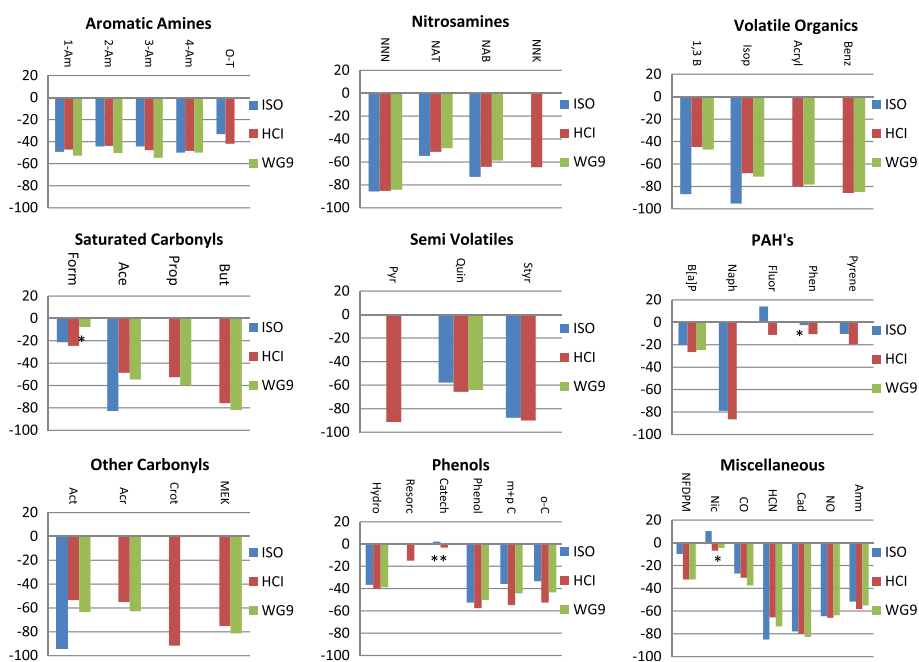 Aromatic Amines
1-Am 2-Am 3-Am 4-Am O-T
20
0
-20
-40
-60
-80
-100
ISO
HCI
WG9
Nitrosamines
NNN NAT NAB NNK
20
0
-20
-40
-60
-80
-100
ISO
HCI
WG9
Volatile Organics
1,3 B Isop Acryl Benz
20
0
-20
-40
-60
-80
-100
ISO
HCI
WG9
Saturated Carbonyls
Form Ace Prop But
20
0
-20
-40
-60
-80
-100
*
ISO
HCI
WG9
Semi Volatiles
Pyr Quin Styr
20
0
-20
-40
-60
-80
-100
ISO
HCI
WG9
PAH's
B[a]P Naph Fluor Phen Pyrene
20
0
-20
-40
-60
-80
-100
*
ISO
HCI
WG9
Other Carbonyls
Act Acr Crot MEK
20
0
-20
-40
-60
-80
-100
ISO
HCI
WG9
Phenols
Hydro Resorc Catech Phenol m+p C o-C
20
0
-20
-40
-60
-80
-100
**
ISO
HCI
WG9
Miscellaneous
NFDPM Nic CO HCN Cad NO Amm
20
0
-20
-40
-60
-80
-100
*
ISO
HCI
WG9